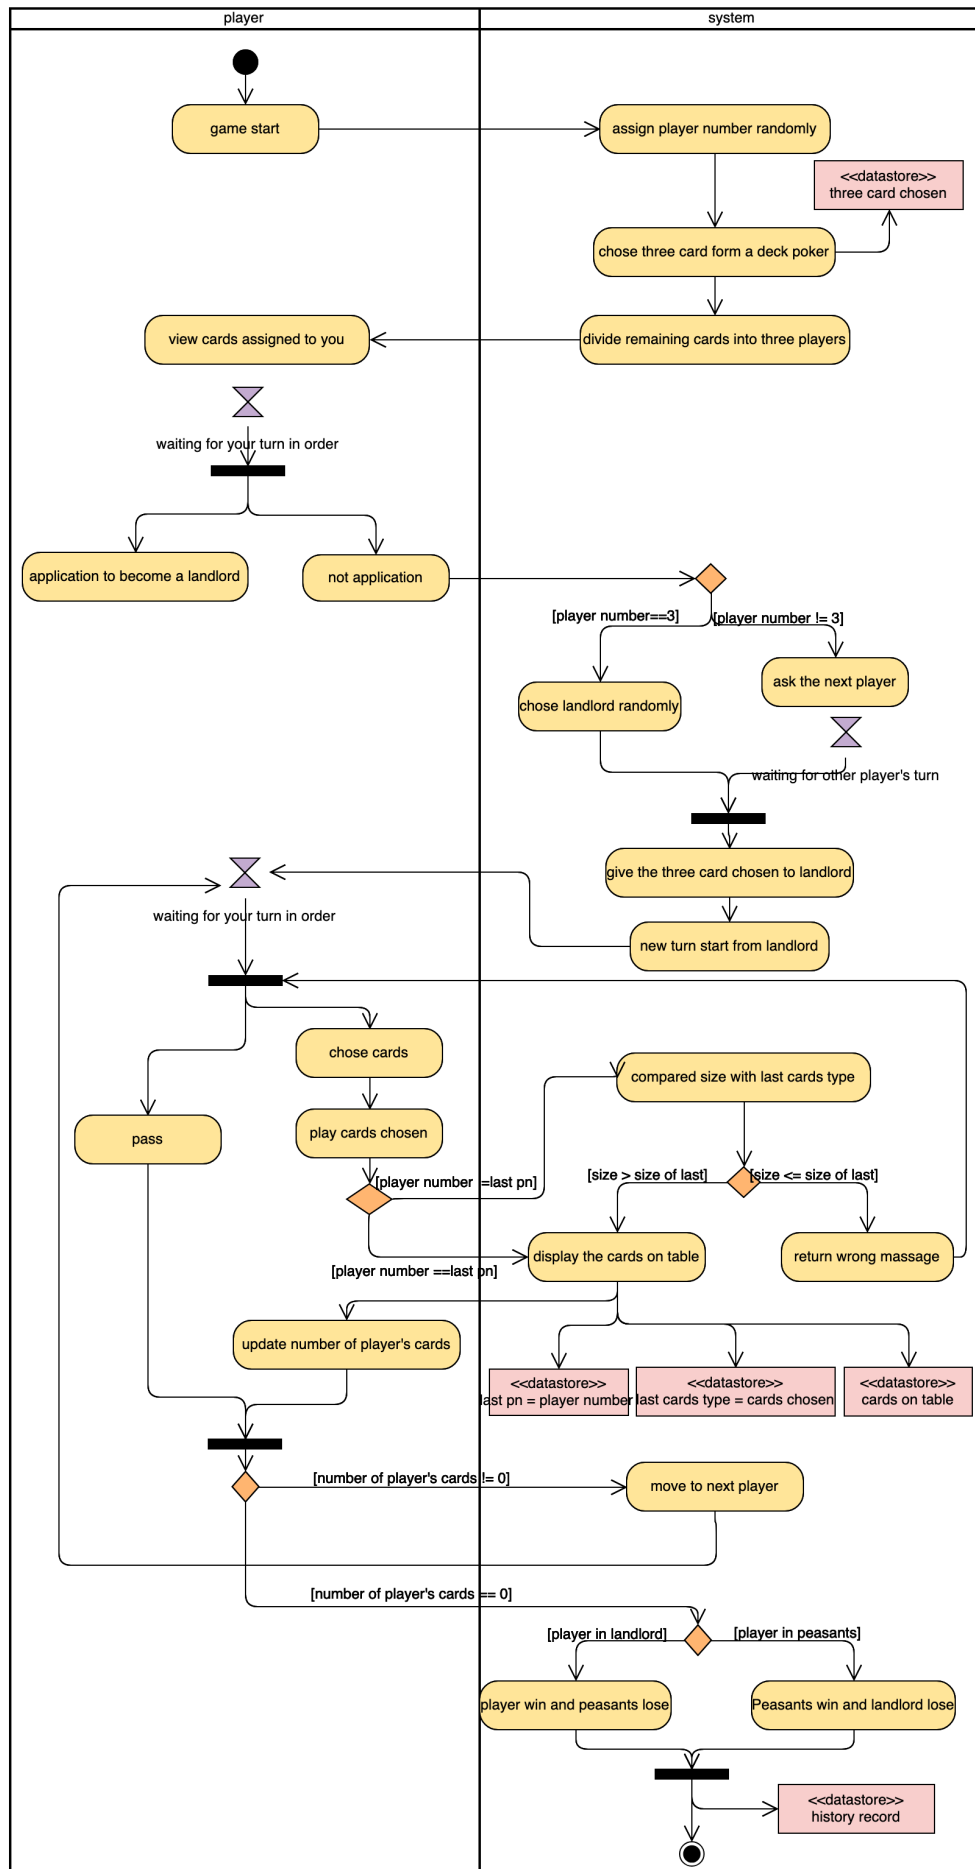 player
system
game start
assign player number randomly
<<datastore>>
three card chosen
chose three card form a deck poker
view cards assigned to you
divide remaining cards into three players
waiting for your turn in order
application to become a landlord
not application
[player number==3]
[player number != 3]
ask the next player
chose landlord randomly
waiting for other player's turn
give the three card chosen to landlord
waiting for your turn in order
new turn start from landlord
chose cards
compared size with last cards type
play cards chosen
pass
[player number !=last pn]
[size > size of last]
[size <= size of last]
display the cards on table
return wrong massage
[player number ==last pn]
update number of player's cards
<<datastore>>
last pn = player number
<<datastore>>
last cards type = cards chosen
<<datastore>>
cards on table
[number of player's cards != 0]
move to next player
[number of player's cards == 0]
[player in landlord]
[player in peasants]
player win and peasants lose
Peasants win and landlord lose
<<datastore>>
history record